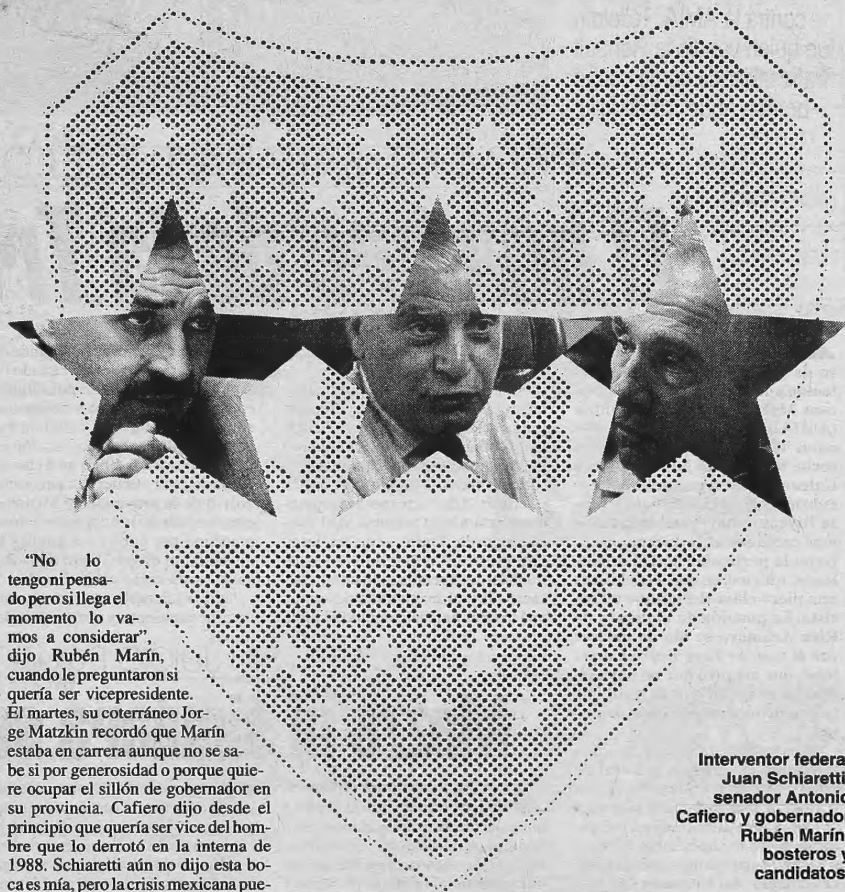 contra
"No lo
tengo ni pensa-
do pero si llega el
momento lo va-
mos a considerar",
dijo Rubén Marín,
cuando le preguntaron si
quería ser vicepresidente.
El martes, su coterráneo Jor-
ge Matzkin recordó que Marín
estaba en carrera aunque no se sa-
be si por generosidad o porque quie-
re ocupar el sillón de gobernador en
su provincia. Cafiero dijo desde el
principio que quería ser vice del hom-
bre que lo derrotó en la interna de
1988. Schiaretti aún no dijo esta bo-
ca es mía, pero la crisis mexicana pue-
Interventor federal
Juan Schiaretti,
senador Antonio
Cafiero y gobernador
Rubén Marín,
bosteros y
candidatos.